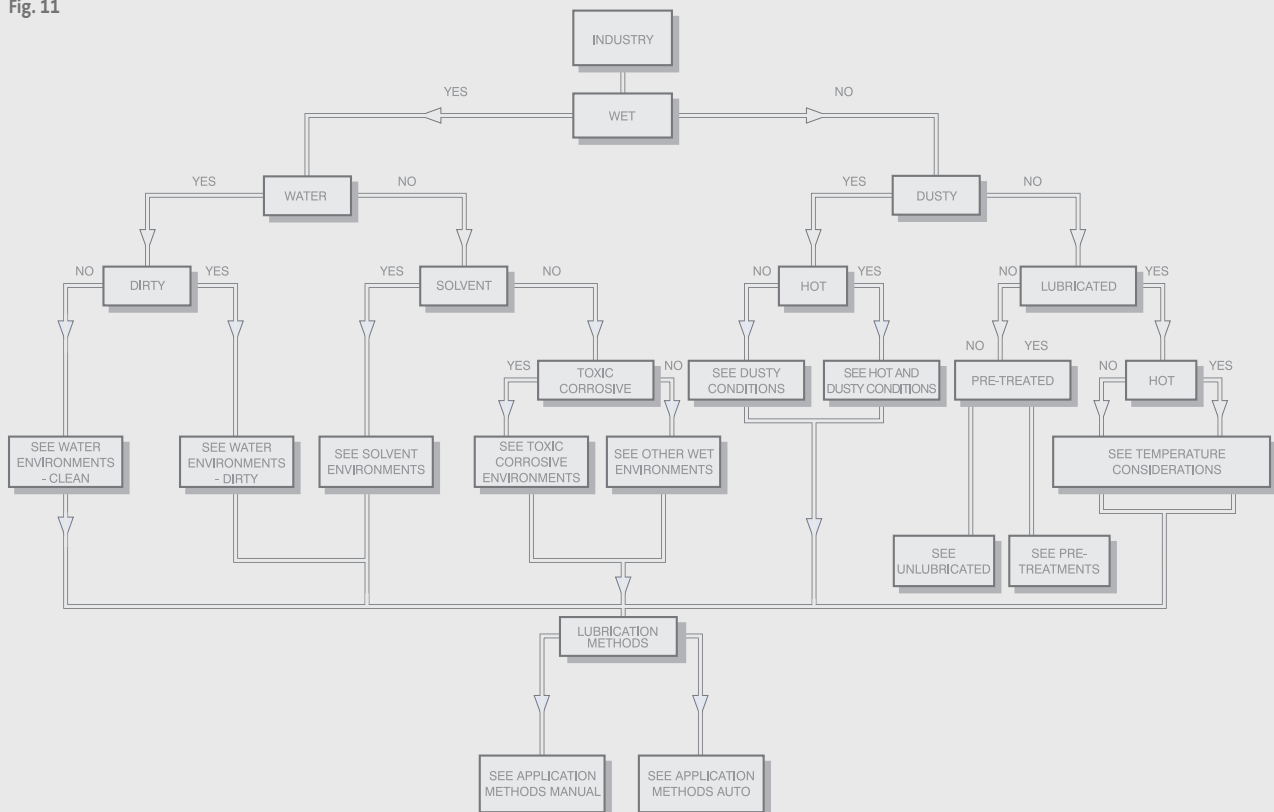 Fig. 11
INDUSTRY
YES
NO
WET
YES
NO
YES
NO
WATER
DUSTY
NO
YES
YES
NO
NO
YES
NO
YES
DIRTY
SOLVENT
HOT
LUBRICATED
NO
YES
YES
NO
NO
YES
TOXIC
CORROSIVE
SEE DUSTY
CONDITIONS
SEE HOT AND
DUSTY CONDITIONS
PRE-TREATED
HOT
SEE WATER
ENVIRONMENTS
- CLEAN
SEE WATER
ENVIRONMENTS
- DIRTY
SEE SOLVENT
ENVIRONMENTS
SEE TOXIC
CORROSIVE
ENVIRONMENTS
SEE OTHER WET
ENVIRONMENTS
SEE TEMPERATURE
CONSIDERATIONS
SEE
UNLUBRICATED
SEE PRE-
TREATMENTS
LUBRICATION
METHODS
SEE APPLICATION
METHODS MANUAL
SEE APPLICATION
METHODS AUTO